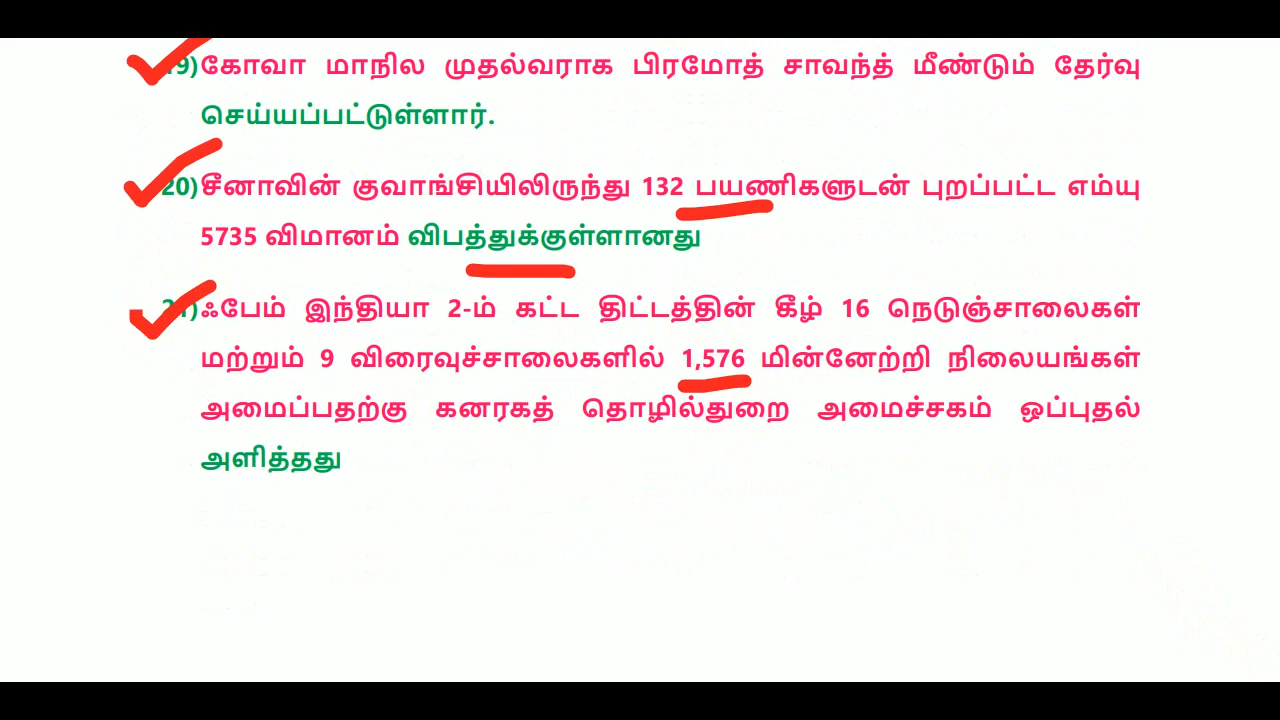 19) கோவா மாநில முதல்வராக பிரமோத் சாவந்த் மீண்டும் தேர்வு
செய்யப்பட்டுள்ளார்.
20) சீனாவின் குவாங்சியிலிருந்து 132 பயணிகளுடன் புறப்பட்ட எம்யு
5735 விமானம் விபத்துக்குள்ளானது
21) ஃபேம் இந்தியா 2-ம் கட்ட திட்டத்தின் கீழ் 16 நெடுஞ்சாலைகள்
மற்றும் 9 விரைவுச்சாலைகளில் 1,576 மின்னேற்றி நிலையங்கள்
அமைப்பதற்கு கனரகத் தொழில்துறை அமைச்சகம் ஒப்புதல்
அளித்தது